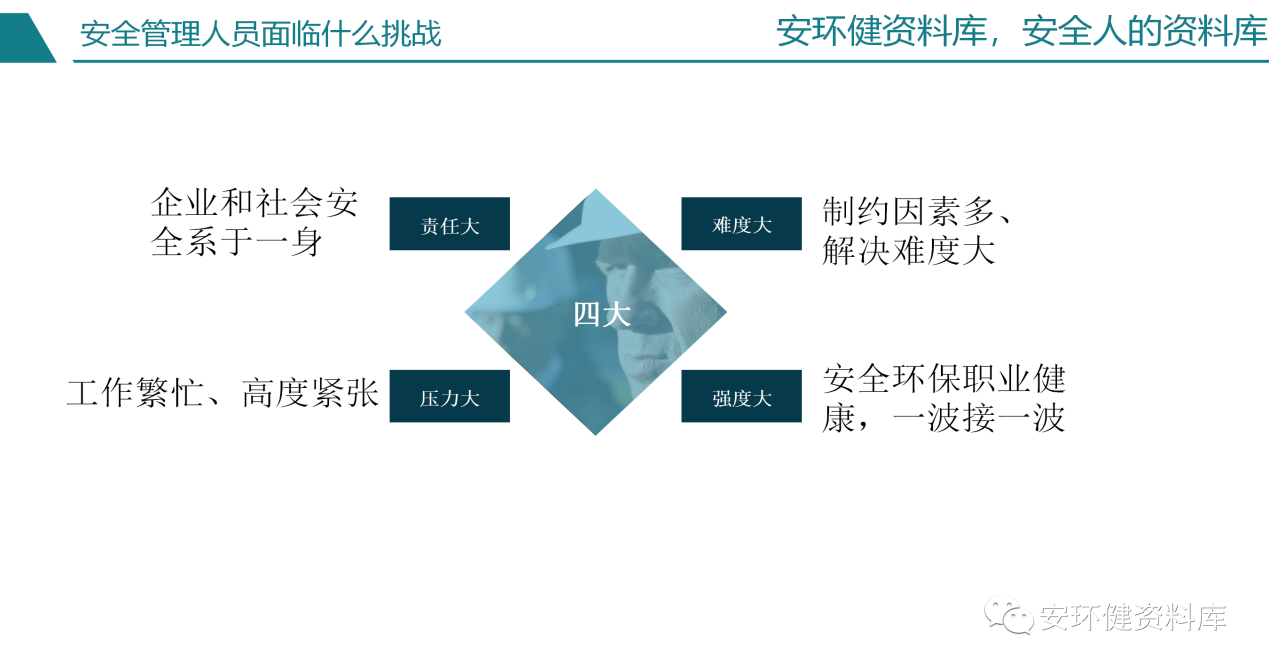 安全管理人员面临什么挑战
安环健资料库，安全人的资料库
企业和社会安
全系于一身
责任大
难度大
制约因素多、
解决难度大
四大
工作繁忙、高度紧张
压力大
强度大
安全环保职业健
康，一波接一波
安环健资料库